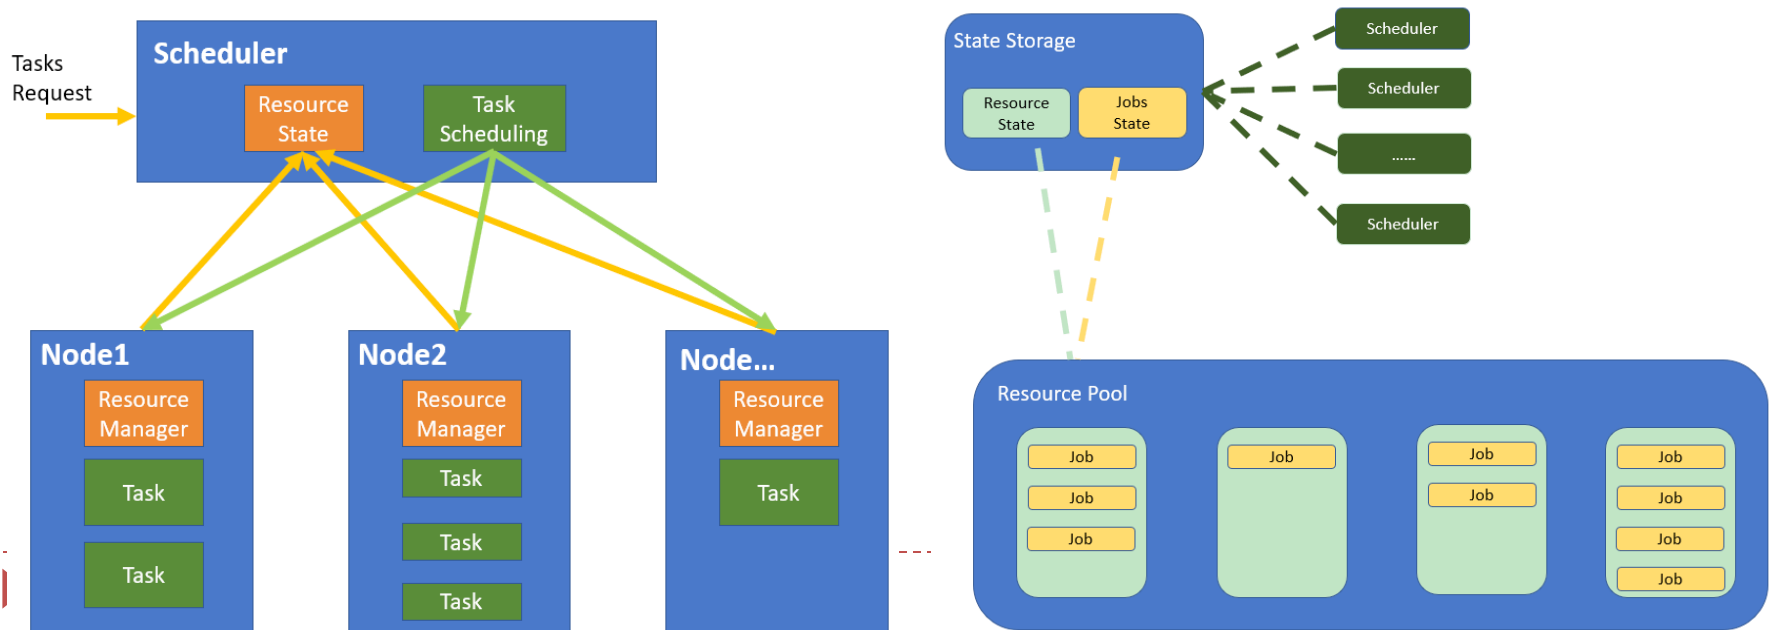 Tasks
Request
Scheduler
Resource
State
Task
Scheduling
Node1
Resource
Manager
Task
Task
Node2
Resource
Manager
Task
Task
Task
Node...
Resource
Manager
Task
State Storage
Resource
State
Jobs
State
Scheduler
Scheduler
......
Scheduler
Resource Pool
Job
Job
Job
Job
Job
Job
Job
Job
Job
Job